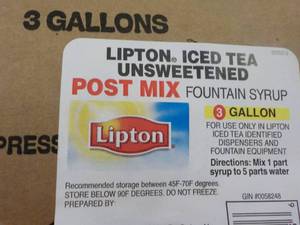 3 GALLONS
LIPTON® ICED TEA
UNSWEETENED
POST MIX FOUNTAIN SYRUP
3 GALLON
FOR USE ONLY IN LIPTON
ICED TEA IDENTIFIED
DISPENSERS AND
FOUNTAIN EQUIPMENT
PRESS
Lipton
Directions: Mix 1 part
syrup to 5 parts water
Recommended storage between 45F-70F degrees.
STORE BELOW 90F DEGREES. DO NOT FREEZE.
PREPARED BY:
GIN #0058248